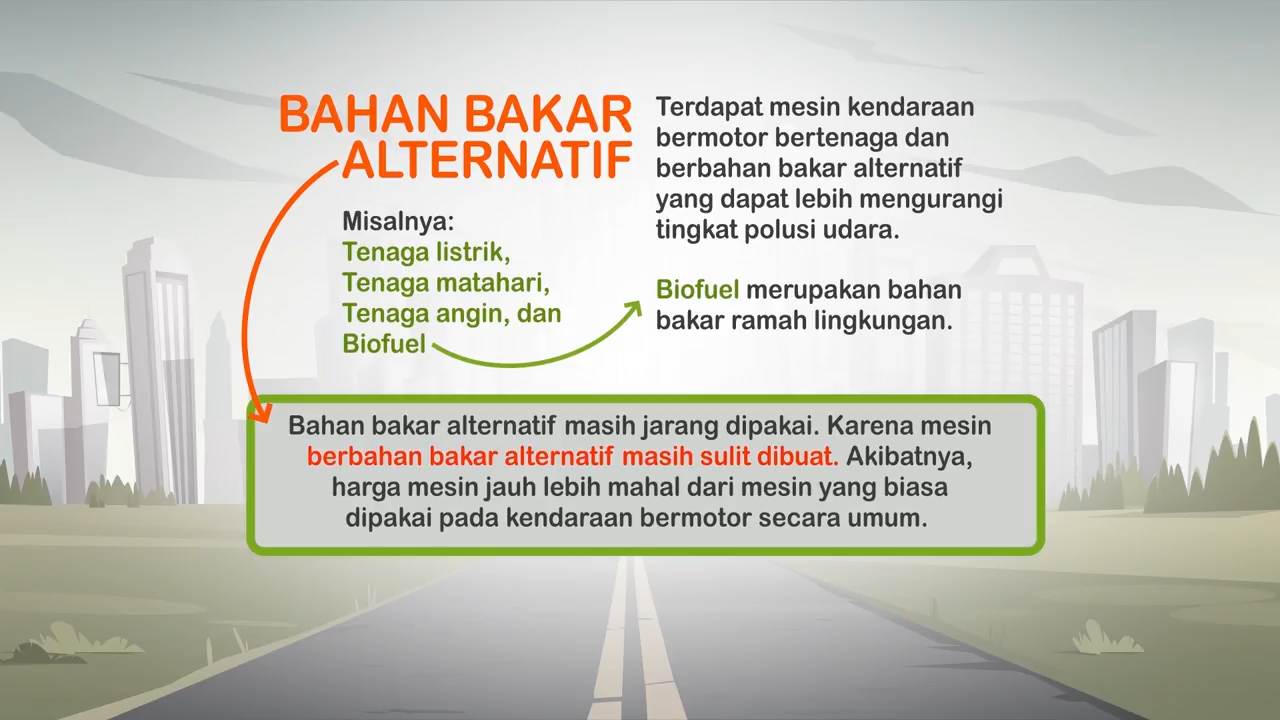 BAHAN BAKAR
ALTERNATIF
Misalnya:
Tenaga listrik,
Tenaga matahari,
Tenaga angin, dan
Biofuel
Terdapat mesin kendaraan
bermotor bertenaga dan
berbahan bakar alternatif
yang dapat lebih mengurangi
tingkat polusi udara.
Biofuel merupakan bahan
bakar ramah lingkungan.
Bahan bakar alternatif masih jarang dipakai. Karena mesin
berbahan bakar alternatif masih sulit dibuat. Akibatnya,
harga mesin jauh lebih mahal dari mesin yang biasa
dipakai pada kendaraan bermotor secara umum.